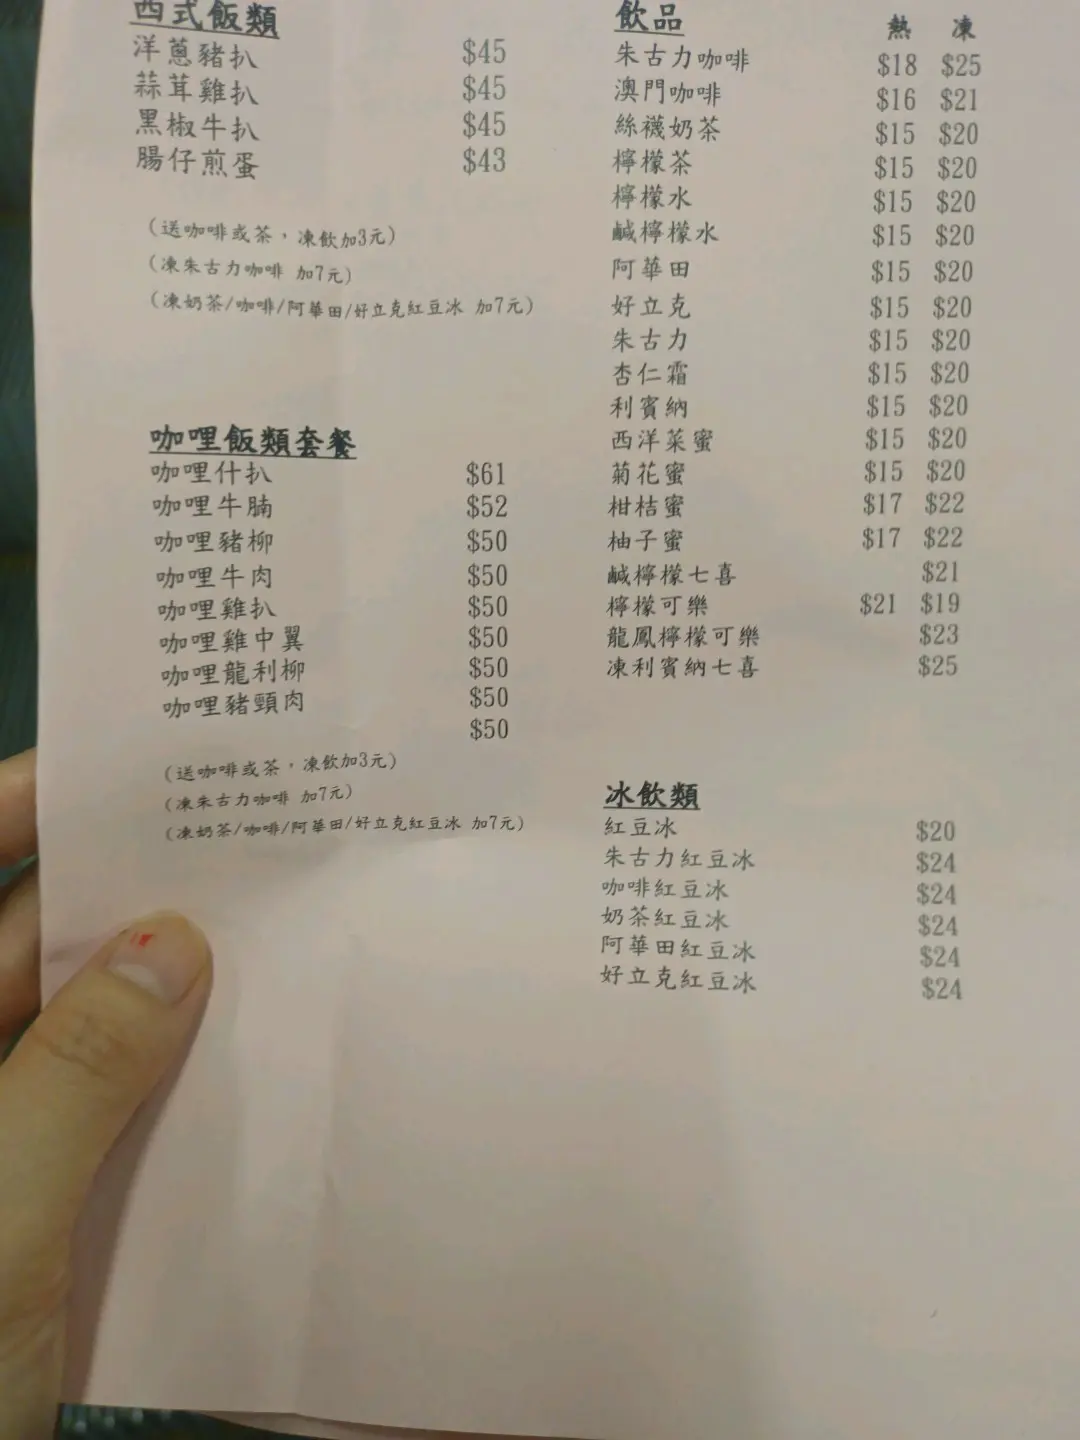 西式飯類
洋蔥豬扒 $45
蒜茸雞扒 $45
黑椒牛扒 $45
腸仔煎蛋 $43
(送咖啡或茶，凍飲加3元)
(凍朱古力咖啡 加7元)
(凍奶茶/咖啡/阿華田/好立克紅豆冰 加7元)
咖哩飯類套餐
咖哩什扒 $61
咖哩牛腩 $52
咖哩豬柳 $50
咖哩牛肉 $50
咖哩雞扒 $50
咖哩雞中翼 $50
咖哩龍利柳 $50
咖哩豬頸肉 $50
$50
(送咖啡或茶，凍飲加3元)
(凍朱古力咖啡 加7元)
(凍奶茶/咖啡/阿華田/好立克紅豆冰 加7元)
飲品 熱 凍
朱古力咖啡 $18 $25
澳門咖啡 $16 $21
絲襪奶茶 $15 $20
檸檬茶 $15 $20
檸檬水 $15 $20
鹹檸檬水 $15 $20
阿華田 $15 $20
好立克 $15 $20
朱古力 $15 $20
杏仁霜 $15 $20
利賓納 $15 $20
西洋菜蜜 $15 $20
菊花蜜 $15 $20
柑桔蜜 $17 $22
柚子蜜 $17 $22
鹹檸檬七喜 $21
檸檬可樂 $21 $19
龍鳳檸檬可樂 $23
凍利賓納七喜 $25
冰飲類
紅豆冰 $20
朱古力紅豆冰 $24
咖啡紅豆冰 $24
奶茶紅豆冰 $24
阿華田紅豆冰 $24
好立克紅豆冰 $24